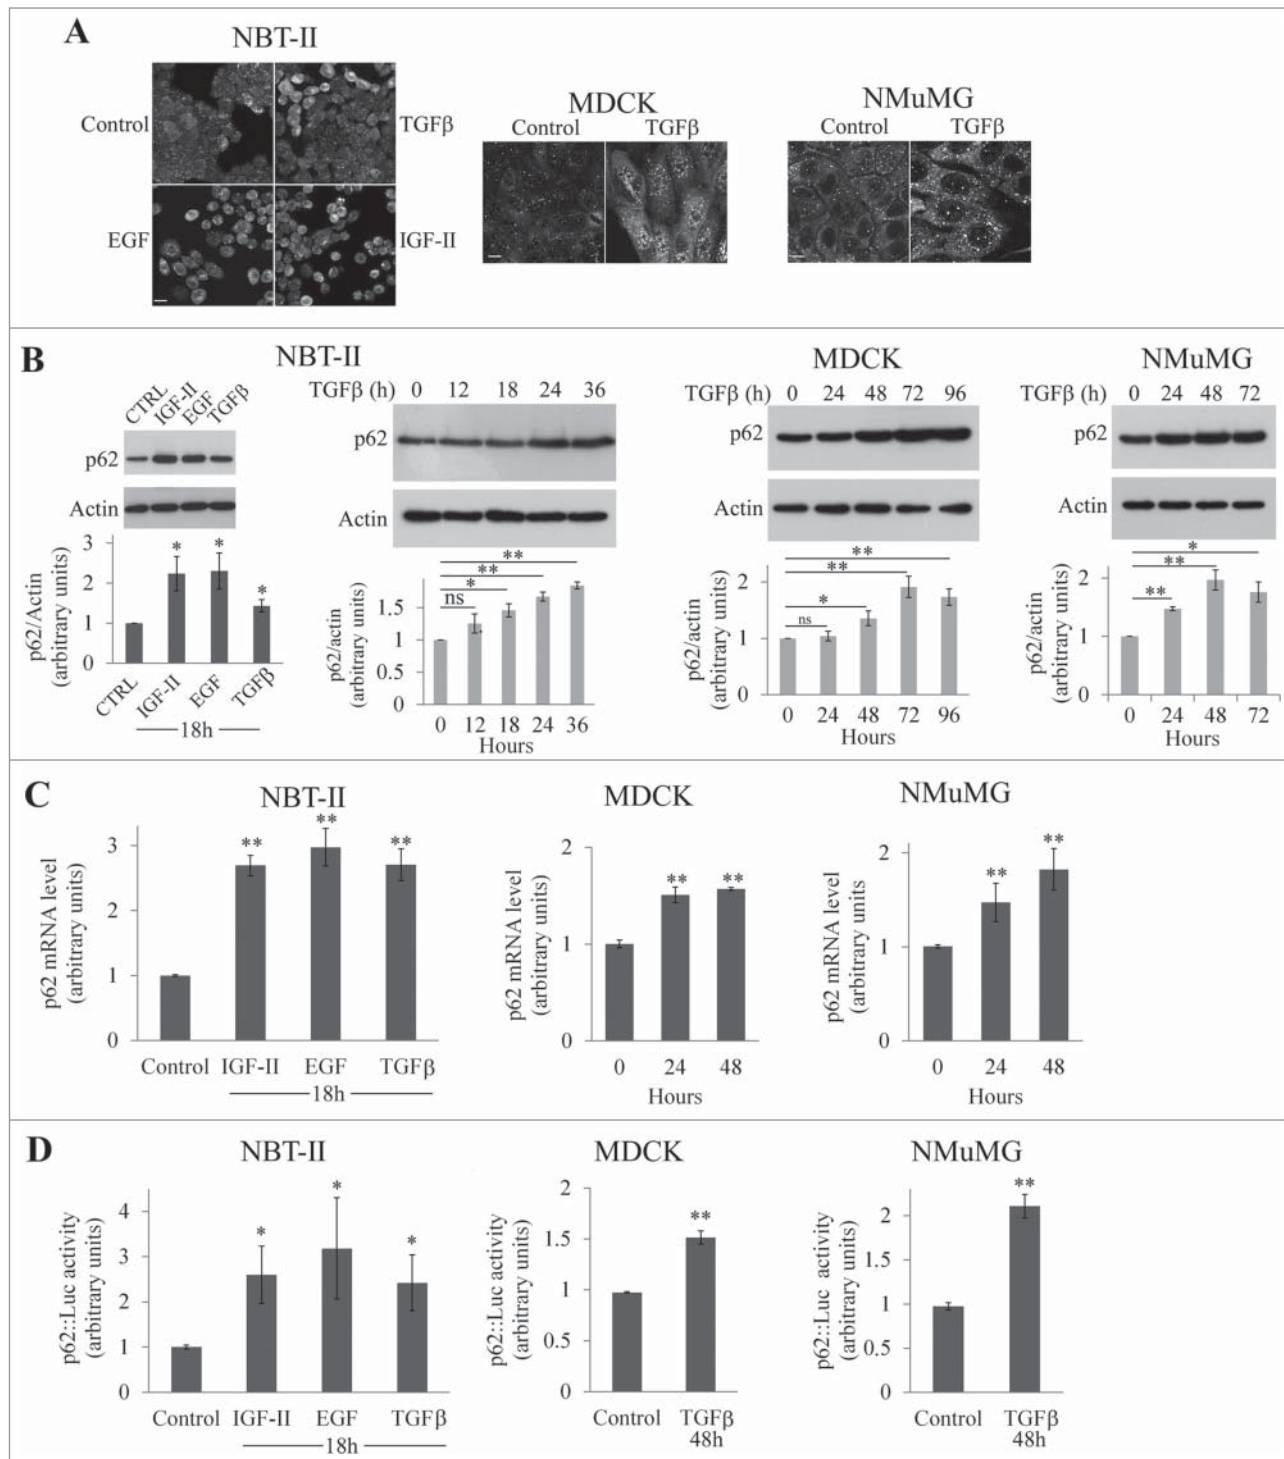 A
NBT-II
Control
TGFβ
EGF
IGF-II
MDCK
Control TGFβ
NMuMG
Control TGFβ
B
NBT-II
CTRL IGF-II EGF TGFβ
p62
Actin
p62/Actin
(arbitrary units)
3
2
1
0
CTRL IGF-II EGF TGFβ
* * *
18h
TGFβ (h) 0 12 18 24 36
p62
Actin
**
**
*
ns
p62/actin
(arbitrary units)
1.5
1
0.5
0
0 12 18 24 36
Hours
MDCK
TGFβ (h) 0 24 48 72 96
p62
Actin
**
**
*
ns
p62/actin
(arbitrary units)
2
1
0
0 24 48 72 96
Hours
NMuMG
TGFβ (h) 0 24 48 72
p62
Actin
*
**
**
p62/actin
(arbitrary units)
2
1
0
0 24 48 72
Hours
C
NBT-II
p62 mRNA level
(arbitrary units)
3
2
1
0
** ** **
Control IGF-II EGF TGFβ
18h
MDCK
p62 mRNA level
(arbitrary units)
2
1
0
** **
0 24 48
Hours
NMuMG
p62 mRNA level
(arbitrary units
2
1
0
** **
0 24 48
Hours
D
NBT-II
p62::Luc activity
(arbitrary units)
4
3
2
1
0
* * *
Control IGF-II EGF TGFβ
18h
MDCK
p62::Luc activity
(arbitrary units)
2
1.5
1
0.5
0
**
Control TGFβ
48h
NMuMG
p62::Luc activity
(arbitrary units)
2
1.5
1
0.5
0
**
Control TGFβ
48h